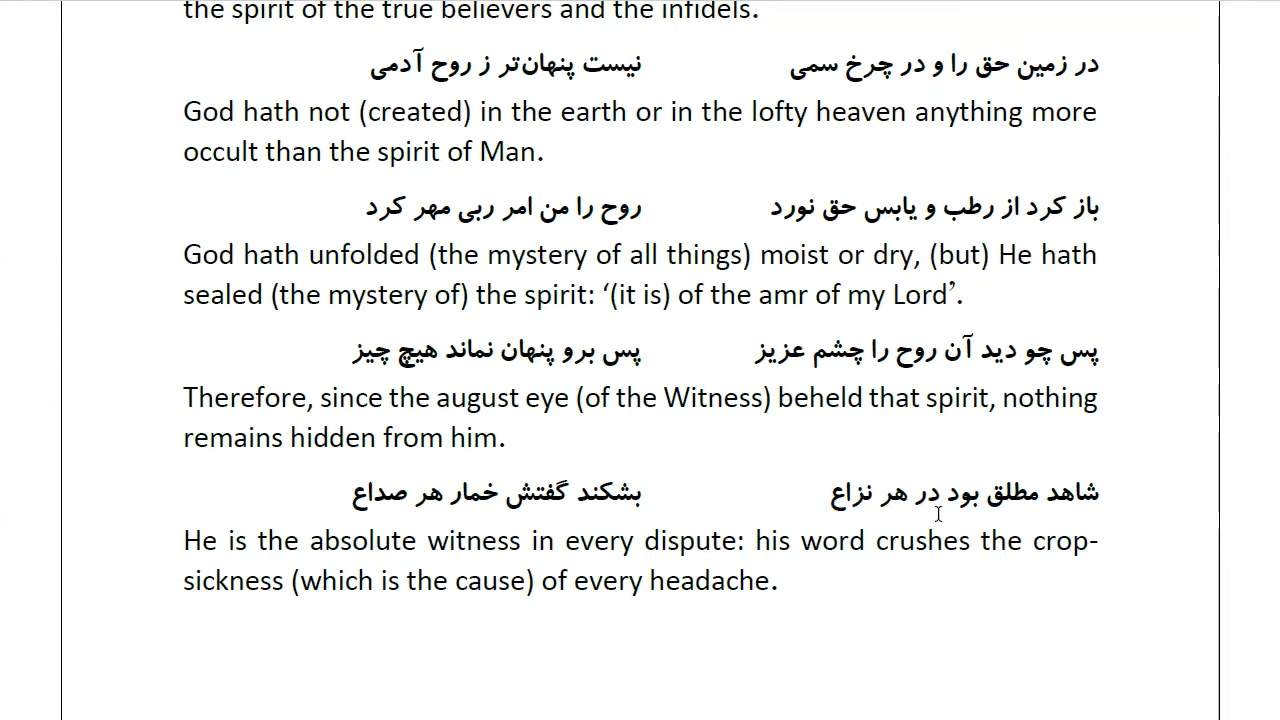 the spirit of the true believers and the infidels.
در زمین حق را و در چرخ سمی نیست پنهان‌تر ز روح آدمی
God hath not (created) in the earth or in the lofty heaven anything more
occult than the spirit of Man.
باز کرد از رطب و یابس حق نورد روح را من امر ربی مهر کرد
God hath unfolded (the mystery of all things) moist or dry, (but) He hath
sealed (the mystery of) the spirit: ‘(it is) of the amr of my Lord’.
پس چو دید آن روح را چشم عزیز پس برو پنهان نماند هیچ چیز
Therefore, since the august eye (of the Witness) beheld that spirit, nothing
remains hidden from him.
شاهد مطلق بود در هر نزاع بشکند گفتش خمار هر صداع
He is the absolute witness in every dispute: his word crushes the crop-
sickness (which is the cause) of every headache.